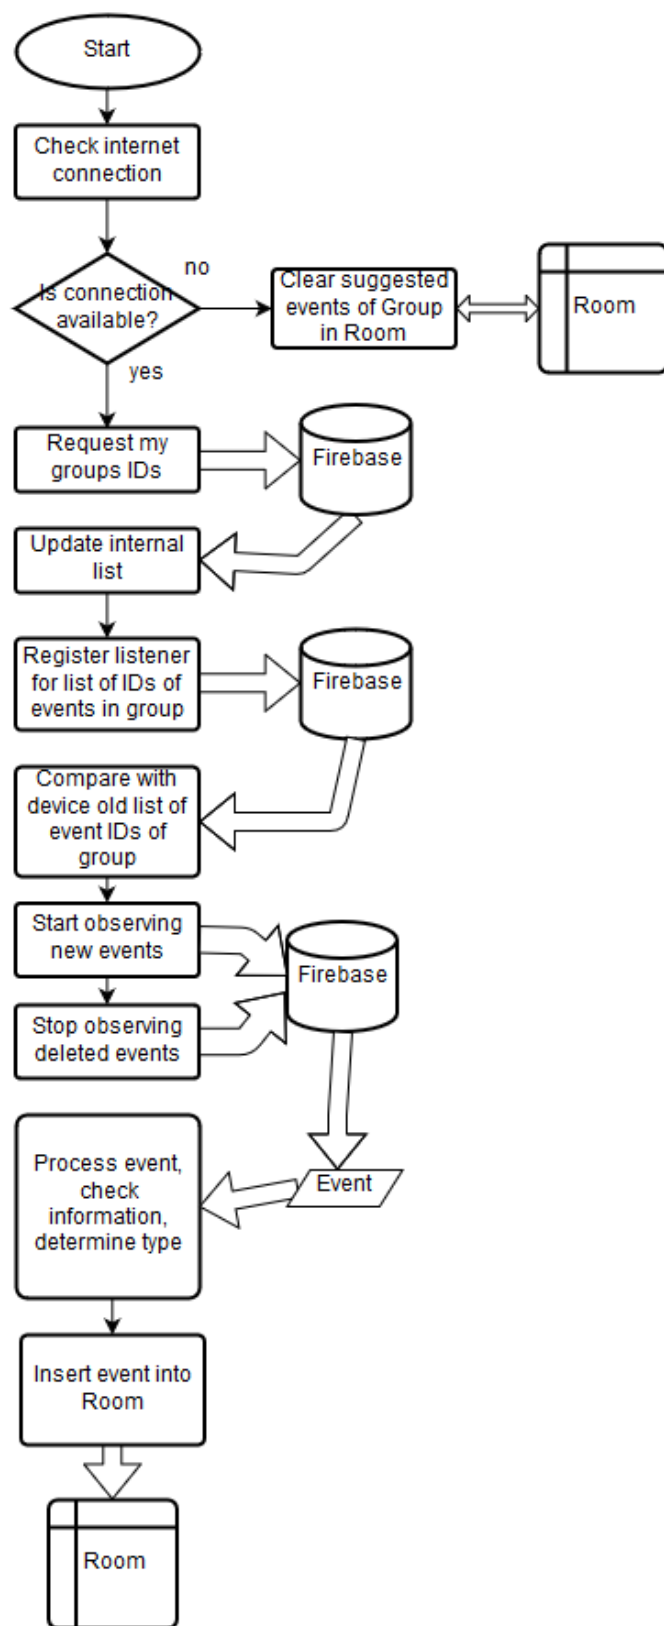 Start
Check internet
connection
Is connection
available?
no
yes
Clear suggested
events of Group
in Room
Room
Request my
groups IDs
Firebase
Update internal
list
Register listener
for list of IDs of
events in group
Firebase
Compare with
device old list of
event IDs of
group
Start observing
new events
Firebase
Stop observing
deleted events
Event
Process event,
check
information,
determine type
Insert event into
Room
Room